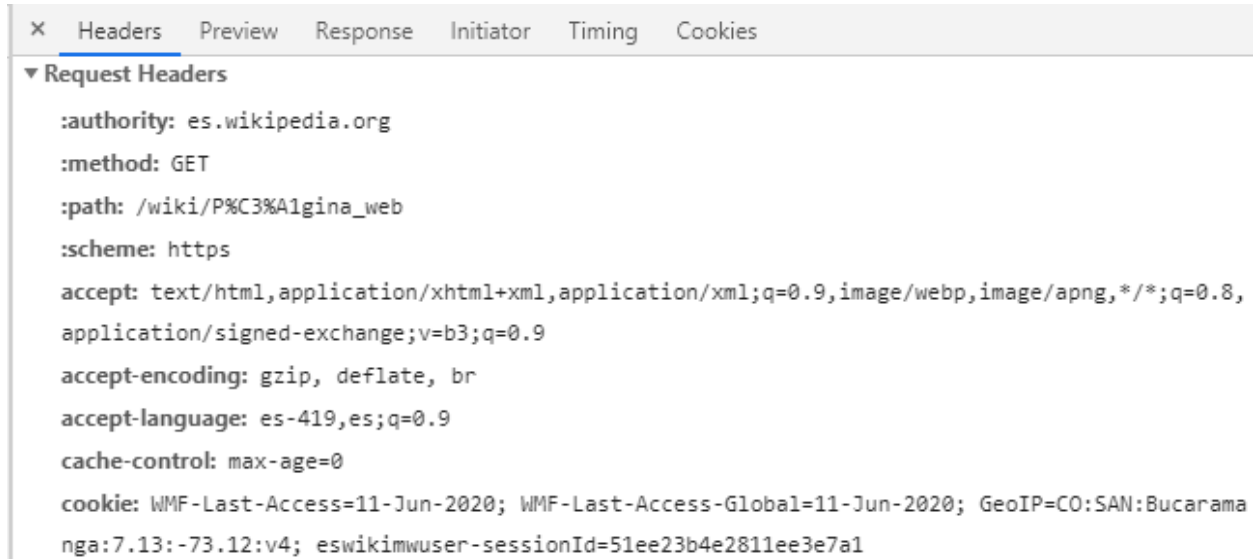 × Headers Preview Response Initiator Timing Cookies
▼ Request Headers
:authority: es.wikipedia.org
:method: GET
:path: /wiki/P%C3%A1gina_web
:scheme: https
accept: text/html,application/xhtml+xml,application/xml;q=0.9,image/webp,image/apng,*/*;q=0.8,
application/signed-exchange;v=b3;q=0.9
accept-encoding: gzip, deflate, br
accept-language: es-419,es;q=0.9
cache-control: max-age=0
cookie: WMF-Last-Access=11-Jun-2020; WMF-Last-Access-Global=11-Jun-2020; GeoIP=CO:SAN:Bucarama
nga:7.13:-73.12:v4; eswikimwuser-sessionId=51ee23b4e2811ee3e7a1